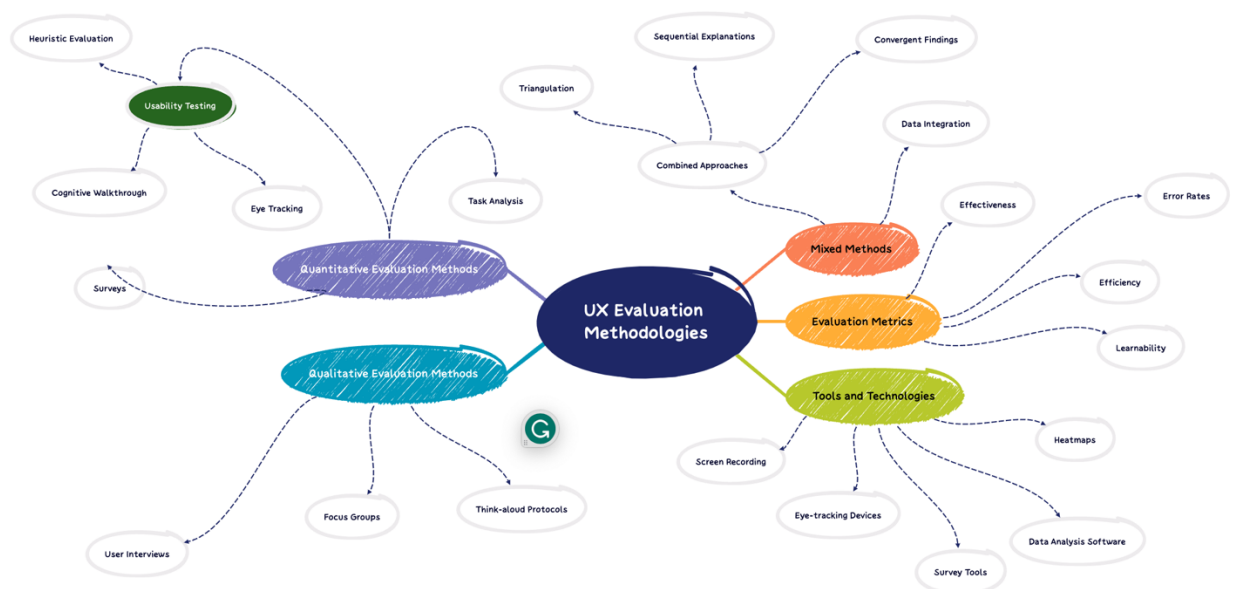 Heuristic Evaluation
Usability Testing
Cognitive Walkthrough
Eye Tracking
Task Analysis
Surveys
Quantitative Evaluation Methods
Qualitative Evaluation Methods
User Interviews
Focus Groups
Think-aloud Protocols
UX Evaluation
Methodologies
Sequential Explanations
Convergent Findings
Triangulation
Combined Approaches
Data Integration
Mixed Methods
Effectiveness
Error Rates
Evaluation Metrics
Efficiency
Learnability
Tools and Technologies
Screen Recording
Eye-tracking Devices
Survey Tools
Data Analysis Software
Heatmaps